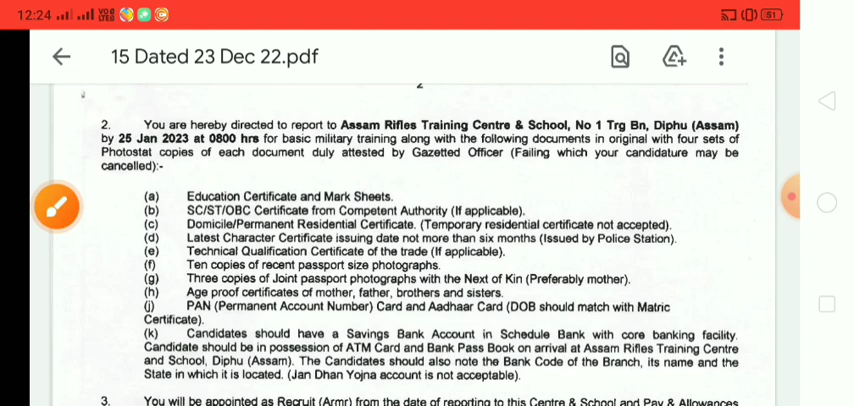 12:24
15 Dated 23 Dec 22.pdf
2
2. You are hereby directed to report to Assam Rifles Training Centre & School, No 1 Trg Bn, Diphu (Assam)
by 25 Jan 2023 at 0800 hrs for basic military training along with the following documents in original with four sets of
Photostat copies of each document duly attested by Gazetted Officer (Failing which your candidature may be
cancelled):-
(a) Education Certificate and Mark Sheets.
(b) SC/ST/OBC Certificate from Competent Authority (If applicable).
(c) Domicile/Permanent Residential Certificate. (Temporary residential certificate not accepted).
(d) Latest Character Certificate issuing date not more than six months (Issued by Police Station).
(e) Technical Qualification Certificate of the trade (If applicable).
(f) Ten copies of recent passport size photographs.
(g) Three copies of Joint passport photographs with the Next of Kin (Preferably mother).
(h) Age proof certificates of mother, father, brothers and sisters.
(j) PAN (Permanent Account Number) Card and Aadhaar Card (DOB should match with Matric
Certificate).
(k) Candidates should have a Savings Bank Account in Schedule Bank with core banking facility.
Candidate should be in possession of ATM Card and Bank Pass Book on arrival at Assam Rifles Training Centre
and School, Diphu (Assam). The Candidates should also note the Bank Code of the Branch, its name and the
State in which it is located. (Jan Dhan Yojna account is not acceptable).
3. You will be appointed as Recruit (Armr) from the date of reporting to this Centre & School and Pay & Allowances